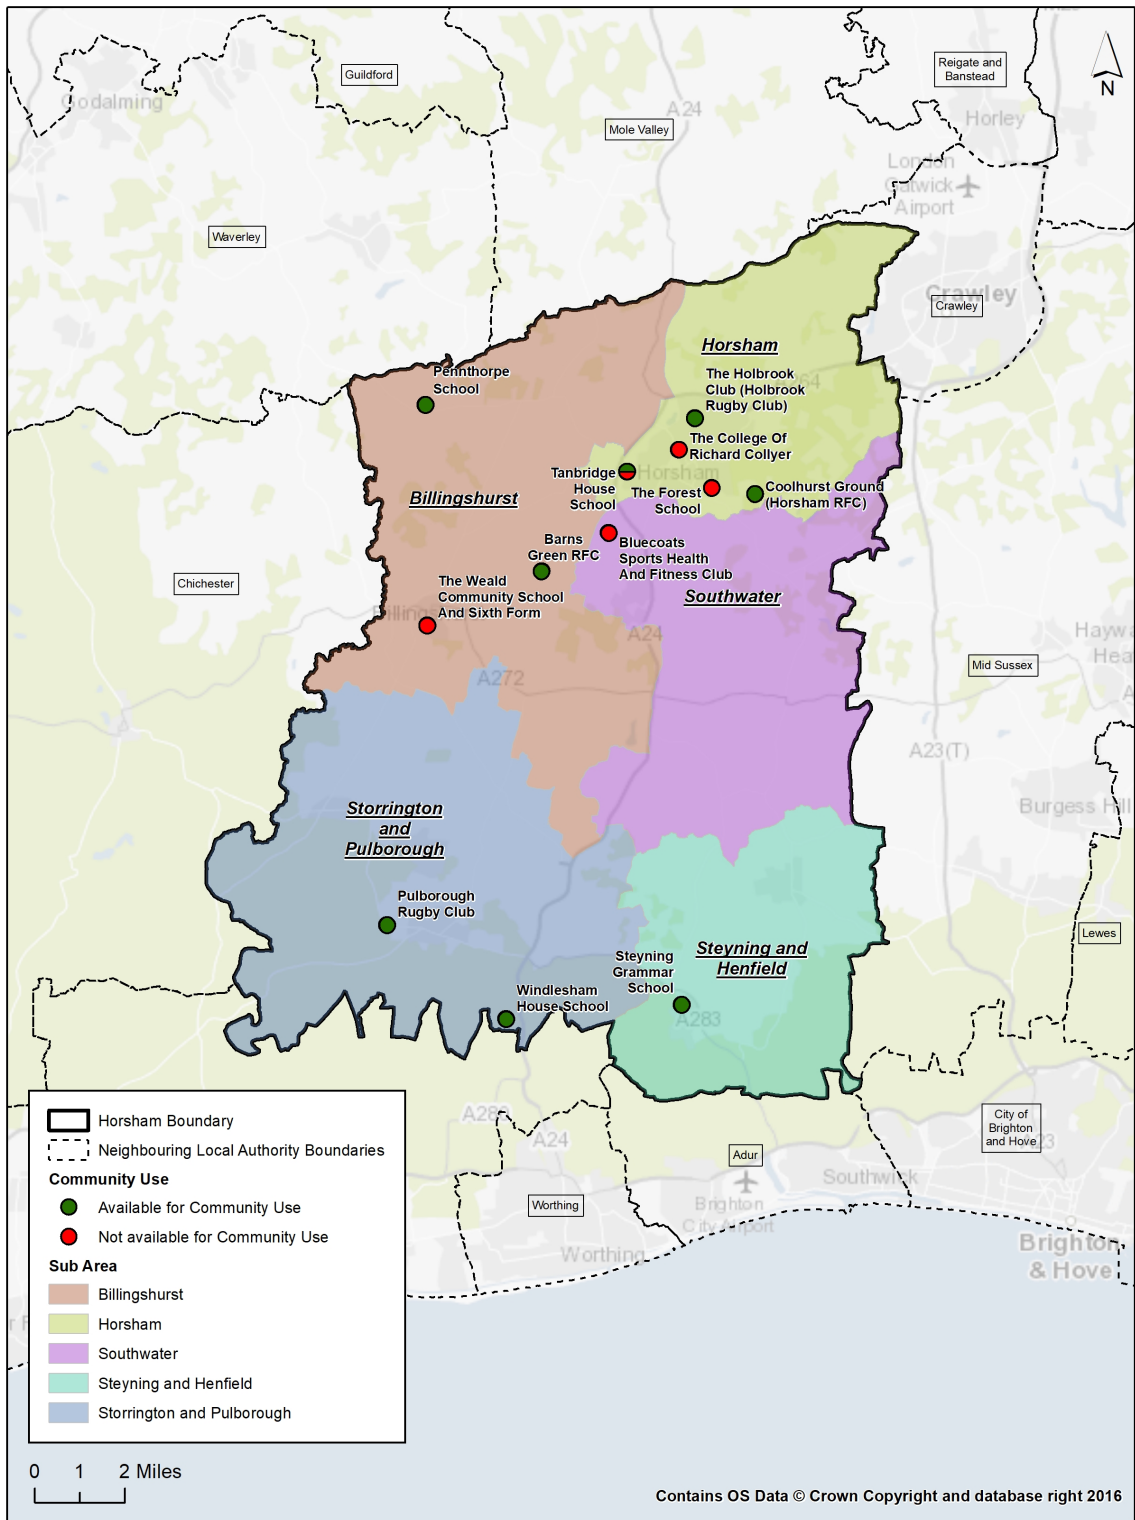 Godalming
Guildford
A24
Mole Valley
Reigate and
Banstead
N
Horley
London
Gatwick
Airport
Waverley
Crawley
Crawley
Horsham
Pennthorpe
School
The Holbrook
Club (Holbrook
Rugby Club)
A264
The College Of
Richard Collyer
Tanbridge
House
School
Horsham
The Forest
School
Coolhurst Ground
(Horsham RFC)
Billingshurst
Barns
Green RFC
Bluecoats
Sports Health
And Fitness Club
Chichester
The Weald
Community School
And Sixth Form
Southwater
A24
A272
Mid Sussex
A23(T)
Burgess Hill
Storrington
and
Pulborough
Pulborough
Rugby Club
Steyning
Grammar
School
Steyning and
Henfield
Lewes
Windlesham
House School
A283
A24
Adur
City of
Brighton
and Hove
Southwick
Worthing
Brighton
City Airport
Worthing
Brighton
& Hove
Horsham Boundary
Neighbouring Local Authority Boundaries
Community Use
Available for Community Use
Not available for Community Use
Sub Area
Billingshurst
Horsham
Southwater
Steyning and Henfield
Storrington and Pulborough
0 1 2 Miles
Contains OS Data © Crown Copyright and database right 2016